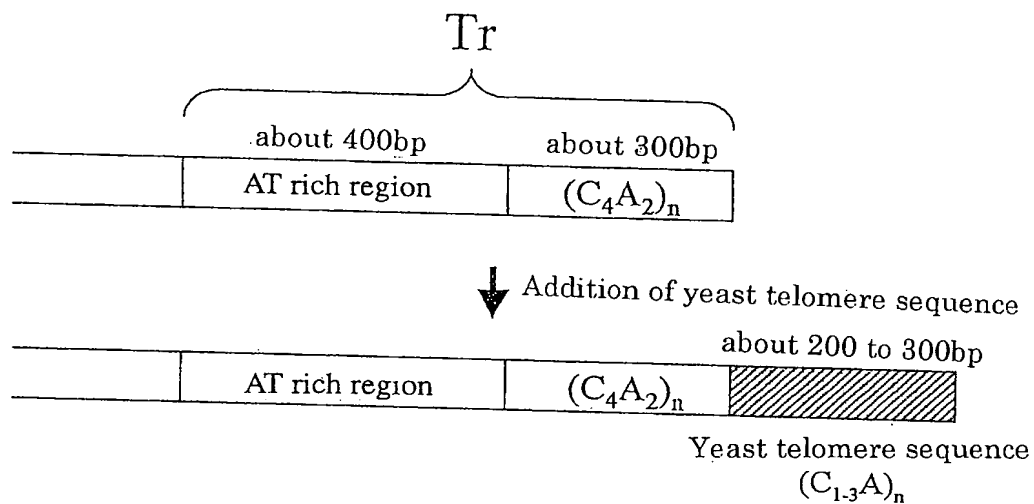 Tr
about 400bp about 300bp
AT rich region (C₄A₂)ₙ
Addition of yeast telomere sequence
about 200 to 300bp
AT rich region (C₄A₂)ₙ
Yeast telomere sequence
(C₁₋₃A)ₙ